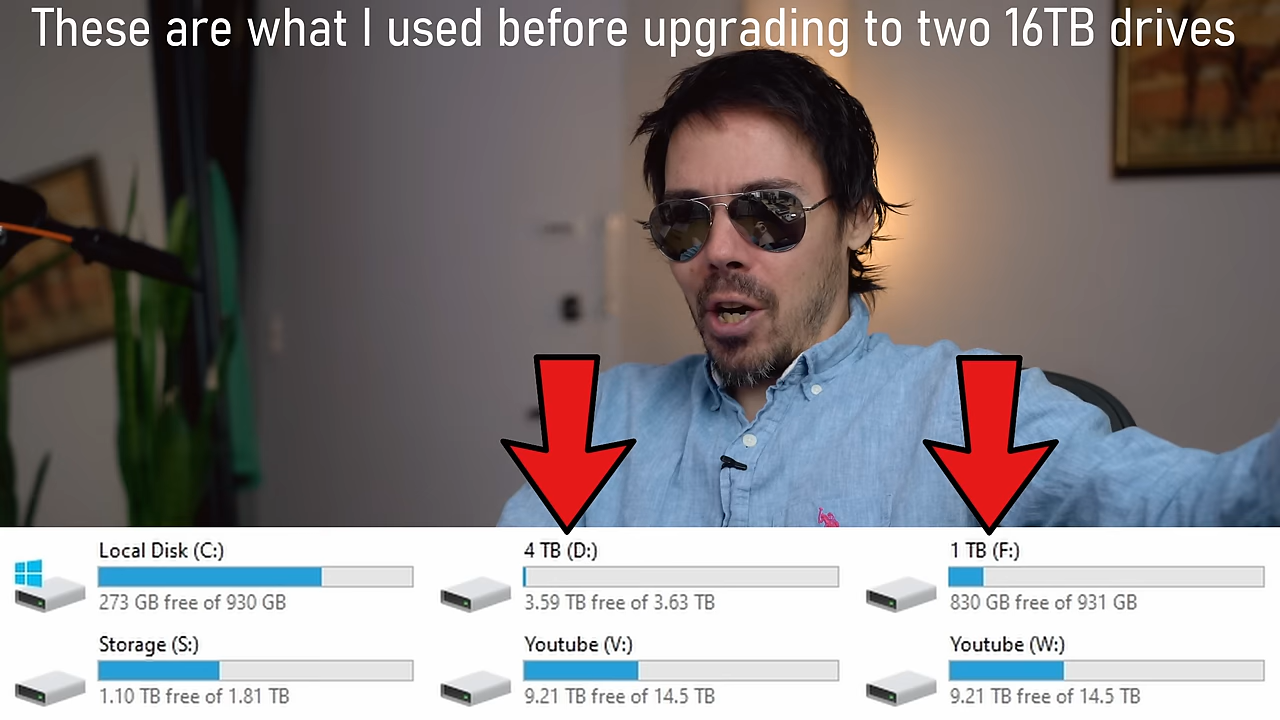 These are what I used before upgrading to two 16TB drives
Local Disk (C:)
273 GB free of 930 GB
4 TB (D:)
3.59 TB free of 3.63 TB
1 TB (F:)
830 GB free of 931 GB
Storage (S:)
1.10 TB free of 1.81 TB
Youtube (V:)
9.21 TB free of 14.5 TB
Youtube (W:)
9.21 TB free of 14.5 TB